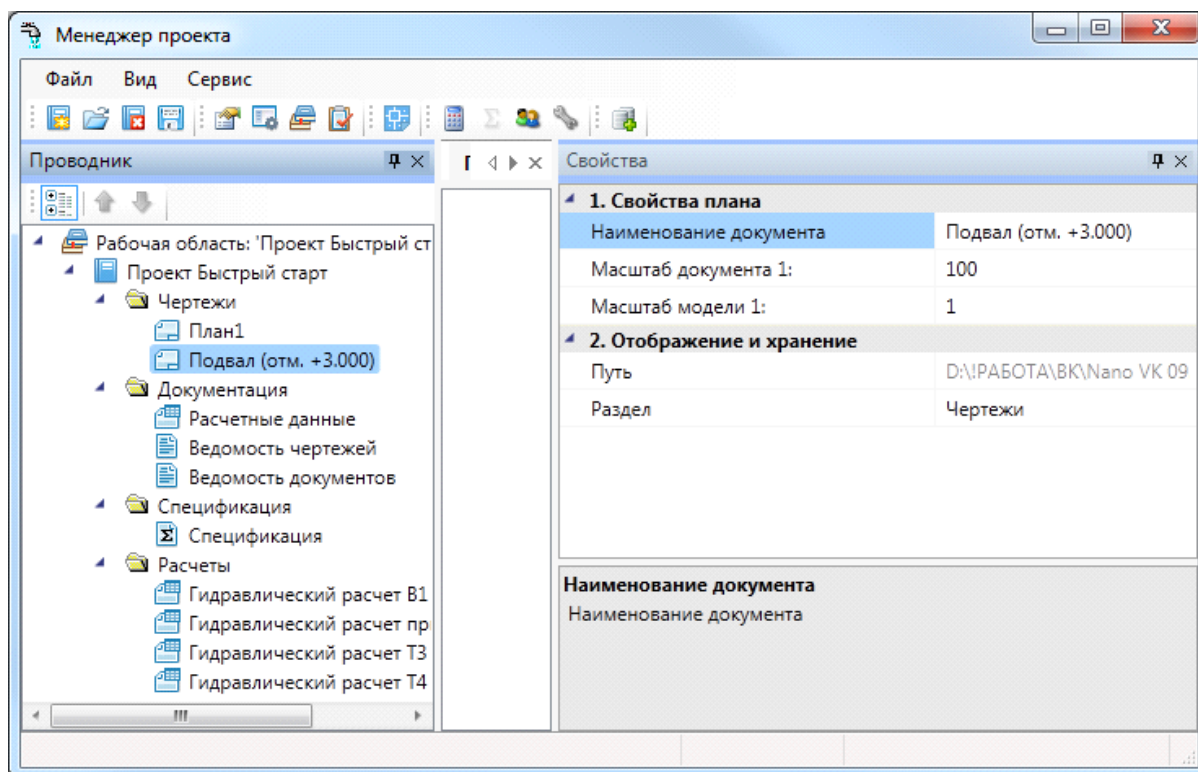 Менеджер проекта
Файл Вид Сервис
Проводник
Рабочая область: 'Проект Быстрый ст
Проект Быстрый старт
Чертежи
План1
Подвал (отм. +3.000)
Документация
Расчетные данные
Ведомость чертежей
Ведомость документов
Спецификация
Спецификация
Расчеты
Гидравлический расчет В1
Гидравлический расчет пр
Гидравлический расчет Т3
Гидравлический расчет Т4
Свойства
1. Свойства плана
Наименование документа Подвал (отм. +3.000)
Масштаб документа 1: 100
Масштаб модели 1: 1
2. Отображение и хранение
Путь D:\!РАБОТА\ВК\Nano VK 09
Раздел Чертежи
Наименование документа
Наименование документа